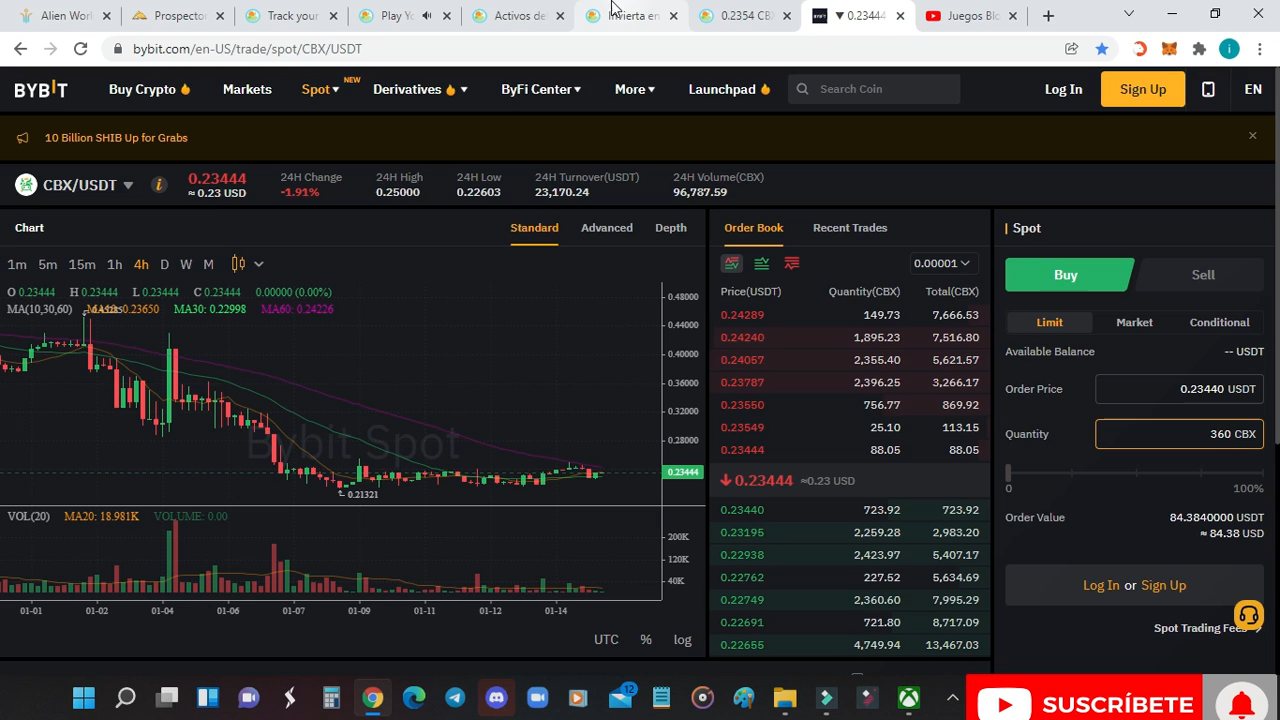 Alien Worl
Prospector
Track your
Play Yo
Activos de
Invierta en
0.2354 CBX
▼ 0.23444
Juegos Blo
bybit.com/en-US/trade/spot/CBX/USDT
BYBIT
Buy Crypto
Markets
Spot
NEW
Derivatives
ByFi Center
More
Launchpad
Search Coin
Log In
Sign Up
EN
10 Billion SHIB Up for Grabs
CBX/USDT
0.23444
≈ 0.23 USD
24H Change
-1.91%
24H High
0.25000
24H Low
0.22603
24H Turnover(USDT)
23,170.24
24H Volume(CBX)
96,787.59
Chart
Standard
Advanced
Depth
1m 5m 15m 1h 4h D W M
O 0.23444 H 0.23444 L 0.23444 C 0.23444 0.00000 (0.00%)
MA(10,30,60) 0.23650 MA30: 0.22998 MA60: 0.24226
0.48000
0.44000
0.40000
0.36000
0.32000
0.28000
0.23444
Bybit Spot
0.21321
VOL(20) MA20: 18.981K VOLUME: 0.00
200K
120K
40K
01-01 01-02 01-04 01-06 01-07 01-09 01-11 01-12 01-14
UTC % log
Order Book
Recent Trades
0.00001
Price(USDT) Quantity(CBX) Total(CBX)
0.24289 149.73 7,666.53
0.24240 1,895.23 7,516.80
0.24057 2,355.40 5,621.57
0.23787 2,396.25 3,266.17
0.23550 756.77 869.92
0.23549 25.10 113.15
0.23444 88.05 88.05
0.23444 ≈0.23 USD
0.23440 723.92 723.92
0.23195 2,259.28 2,983.20
0.22938 2,423.97 5,407.17
0.22762 227.52 5,634.69
0.22749 2,360.60 7,995.29
0.22691 721.80 8,717.09
0.22655 4,749.94 13,467.03
Spot
Buy
Sell
Limit
Market
Conditional
Available Balance -- USDT
Order Price 0.23440 USDT
Quantity 360 CBX
0 100%
Order Value 84.3840000 USDT
≈ 84.38 USD
Log In or Sign Up
Spot Trading Fees
12
SUSCRÍBETE